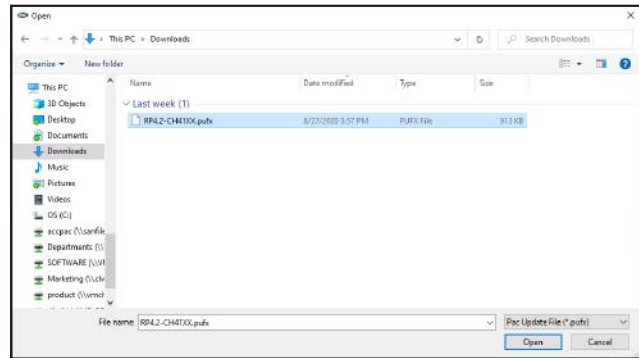 Open
This PC > Downloads
Search Downloads
Organize
New folder
This PC
3D Objects
Desktop
Documents
Downloads
Music
Pictures
Videos
OS (C:)
accpac (\\sanfile
Departments (\\
SOFTWARE (\\VM
Marketing (\\clv
product (\\vmcl
Name
Date modified
Type
Size
Last week (1)
RP4.2-CH41XX.pufx
8/27/2020 3:57 PM
PUFX File
913 KB
File name: RP4.2-CH41XX.pufx
Pac Update File (*.pufx)
Open
Cancel